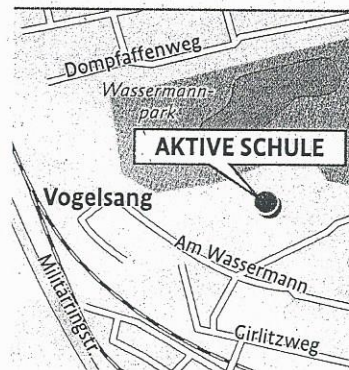 Dompfaffenweg
Wassermann-
park
AKTIVE SCHULE
Vogelsang
Am Wassermann
Militärringstr.
Girlitzweg